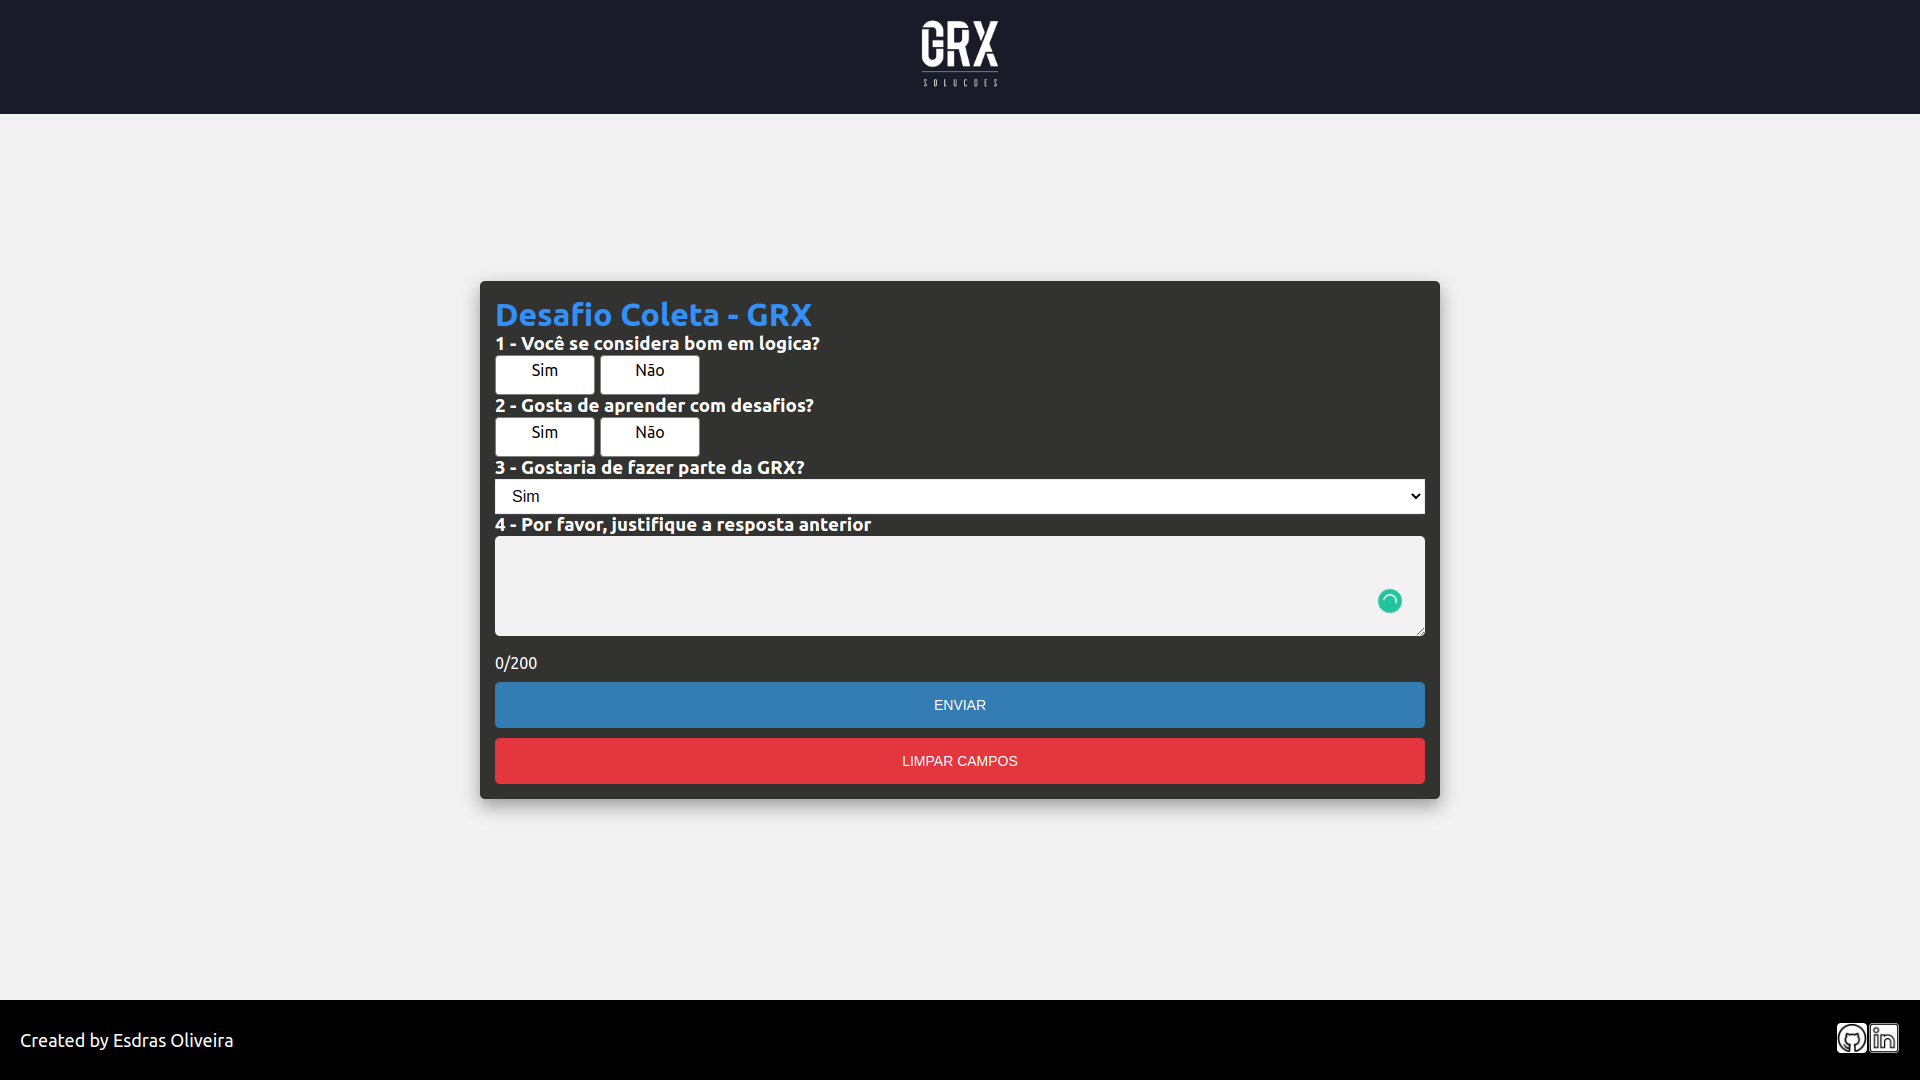 GRX
SOLUCOES
Desafio Coleta - GRX
1 - Você se considera bom em logica?
Sim Não
2 - Gosta de aprender com desafios?
Sim Não
3 - Gostaria de fazer parte da GRX?
Sim
4 - Por favor, justifique a resposta anterior
0/200
ENVIAR
LIMPAR CAMPOS
Created by Esdras Oliveira
in